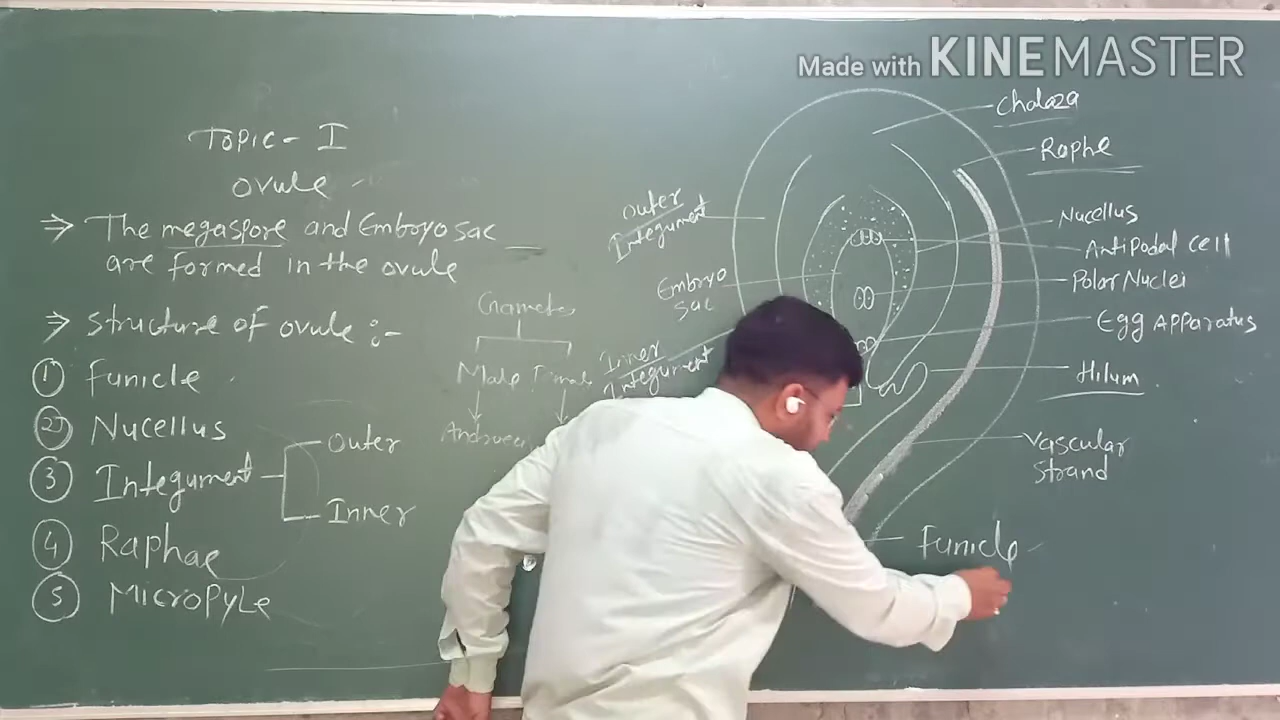 Made with KINEMASTER
Topic - I
Ovule
⇒ The megaspore and Embryo sac
are formed in the ovule
⇒ Structure of ovule :-
① Funicle
② Nucellus
③ Integument
Outer
Inner
④ Raphae
⑤ Micropyle
Gametes
Male Female
Outer
Integument
Embryo
sac
Inner
Integument
Chalaza
Raphe
Nucellus
Antipodal cell
Polar Nuclei
Egg Apparatus
Hilum
Vascular
Strand
Funicle